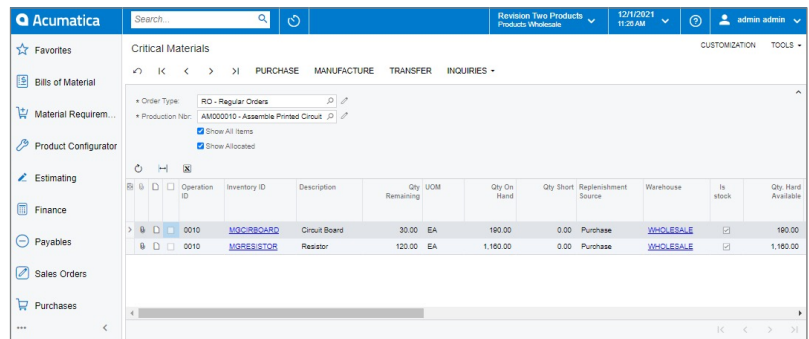 Acumatica
Search...
Revision Two Products
Products Wholesale
12/1/2021
11:26 AM
admin admin
Favorites
Bills of Material
Material Requirem...
Product Configurator
Estimating
Finance
Payables
Sales Orders
Purchases
Critical Materials
CUSTOMIZATION TOOLS
PURCHASE MANUFACTURE TRANSFER INQUIRIES
* Order Type: RO - Regular Orders
* Production Nbr: AM000010 - Assemble Printed Circuit
Show All Items
Show Allocated
Operation ID Inventory ID Description Qty Remaining UOM Qty On Hand Qty Short Replenishment Source Warehouse Is stock Qty. Hard Available
0010 MGCIRBOARD Circuit Board 30.00 EA 190.00 0.00 Purchase WHOLESALE 190.00
0010 MGRESISTOR Resistor 120.00 EA 1,160.00 0.00 Purchase WHOLESALE 1,160.00